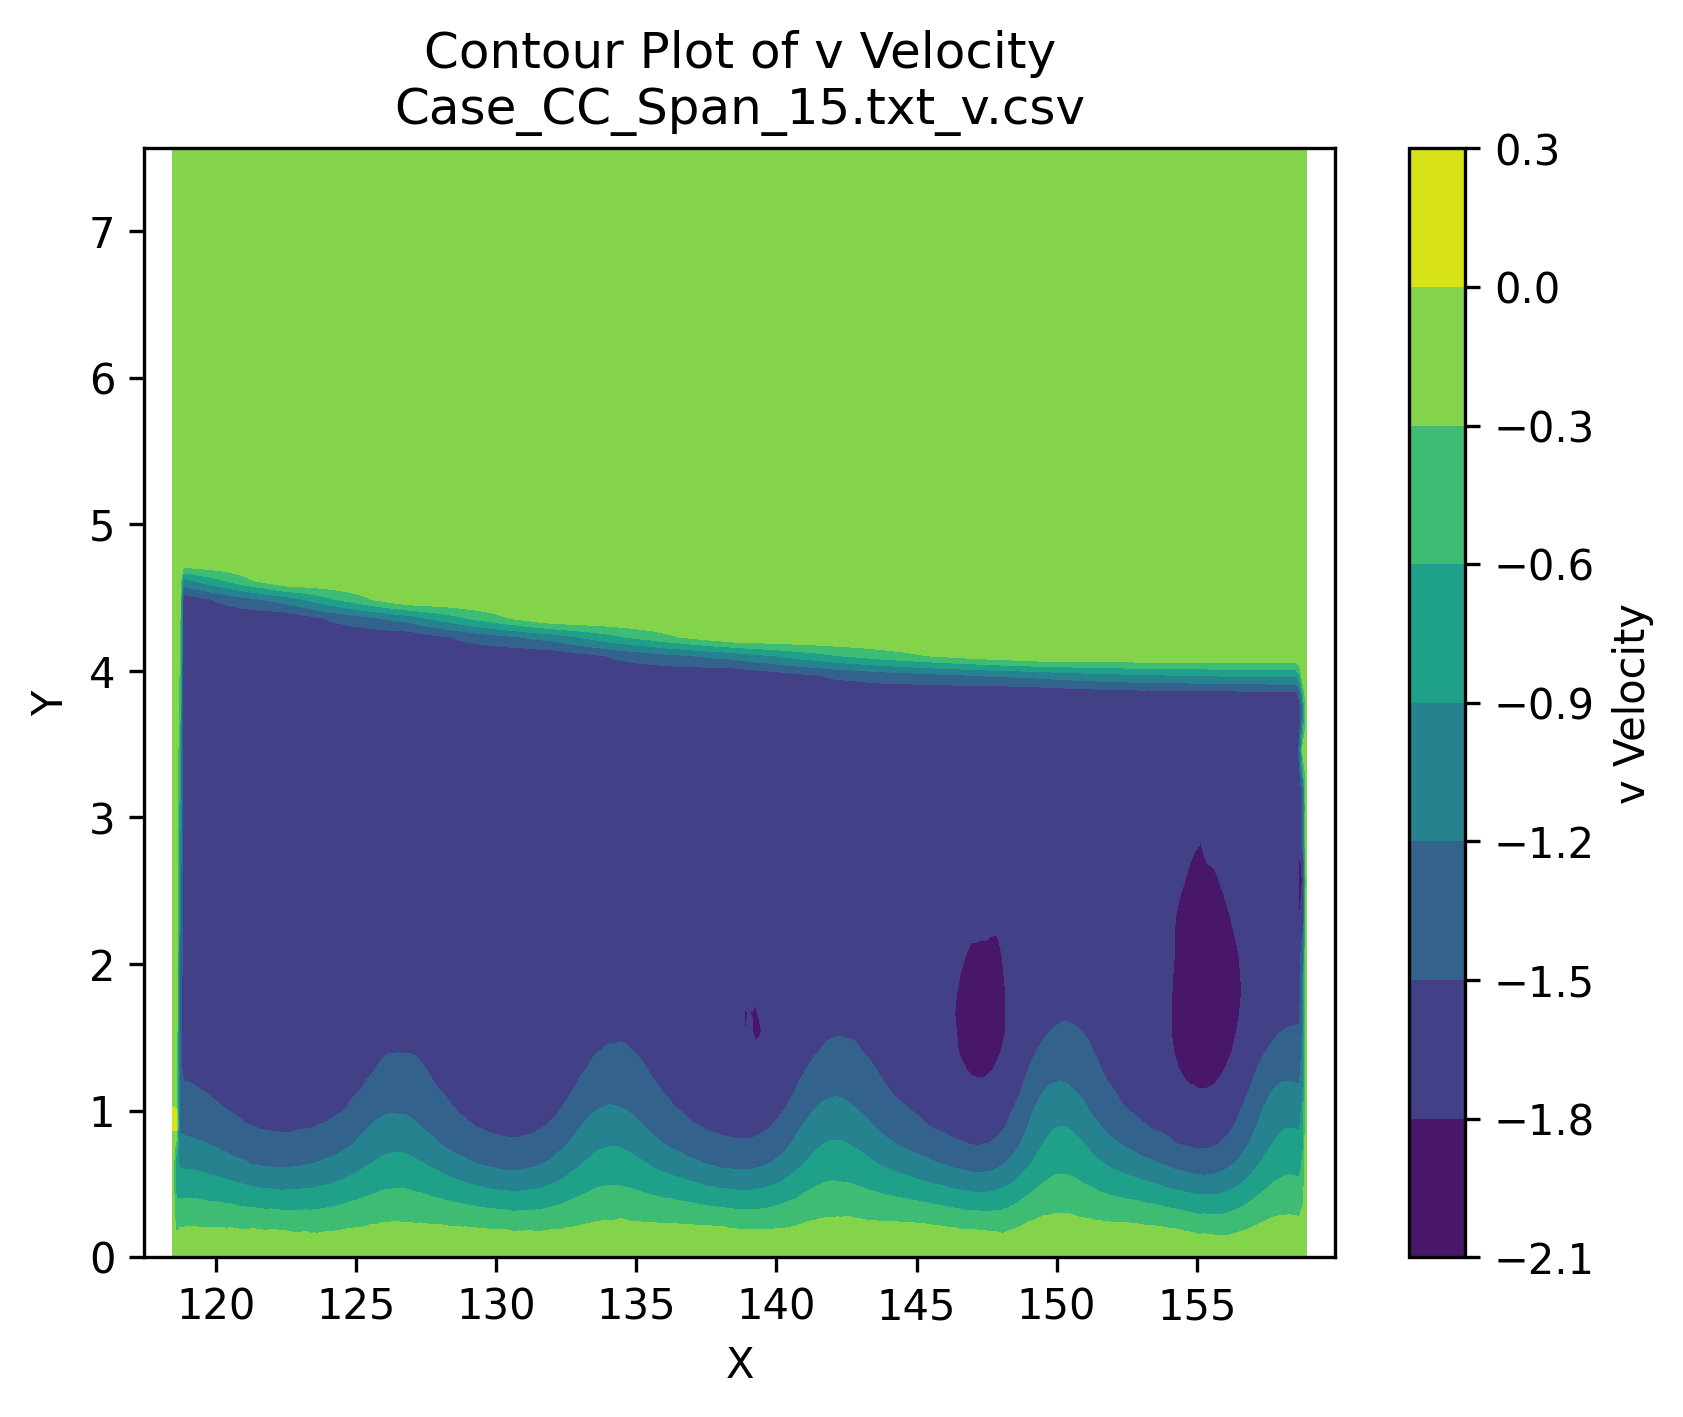 Contour Plot of v Velocity
Case_CC_Span_15.txt_v.csv
7
6
5
4
3
2
1
0
Y
120 125 130 135 140 145 150 155
X
0.3
0.0
−0.3
−0.6
−0.9
−1.2
−1.5
−1.8
−2.1
v Velocity